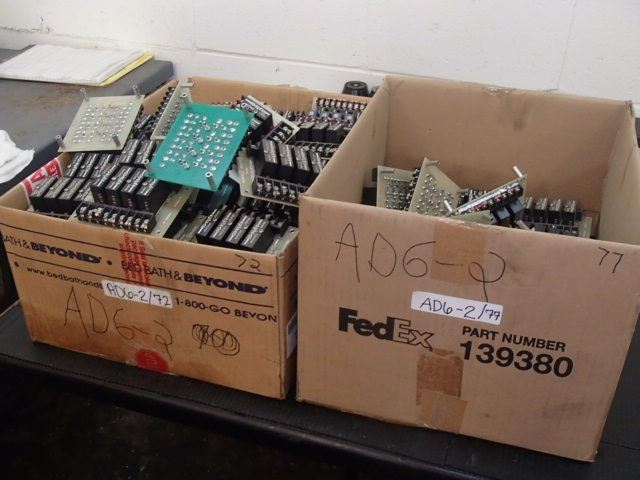 BATH & BEYOND
BED BATH & BEYOND
72
www.bedbathandb
1-800-GO BEYON
AD6-2/72
AD6-2
AD6-2
77
AD6-2/77
FedEx
PART NUMBER
139380